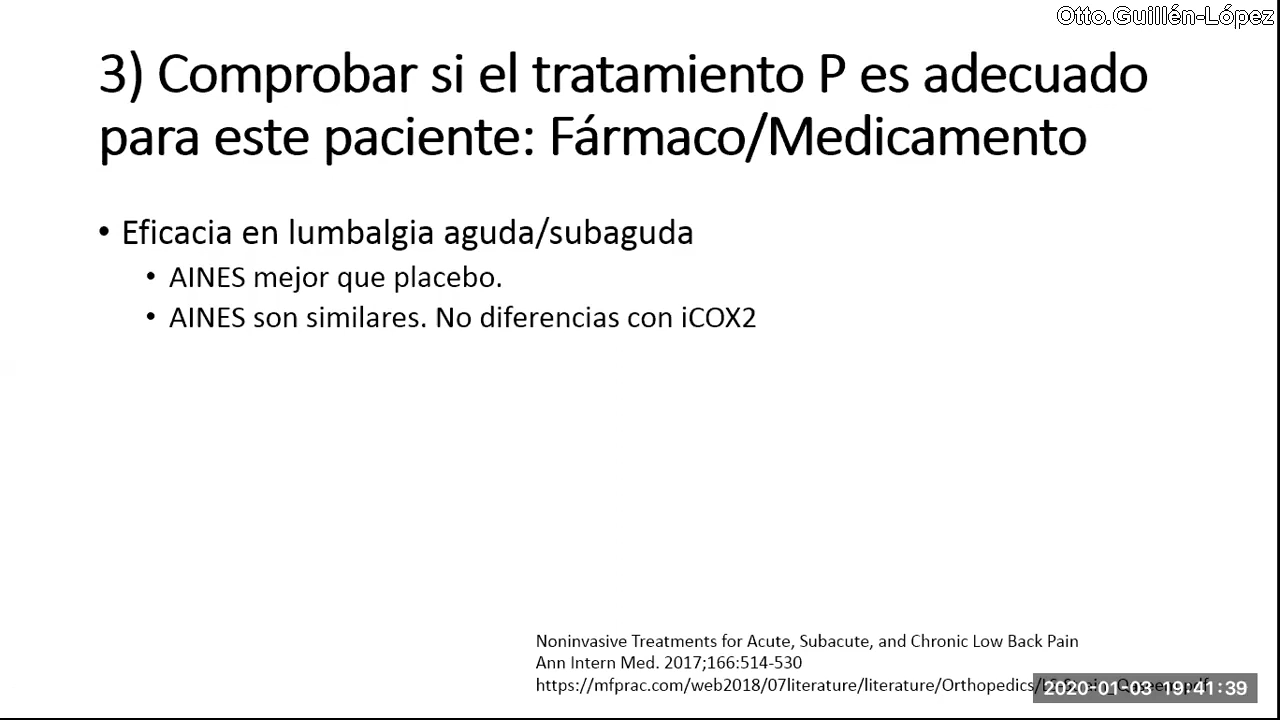 Otto.Guillén-López
3) Comprobar si el tratamiento P es adecuado
para este paciente: Fármaco/Medicamento
• Eficacia en lumbalgia aguda/subaguda
• AINES mejor que placebo.
• AINES son similares. No diferencias con iCOX2
Noninvasive Treatments for Acute, Subacute, and Chronic Low Back Pain
Ann Intern Med. 2017;166:514-530
https://mfprac.com/web2018/07literature/literature/Orthopedics/
2020-01-03 19:41:39